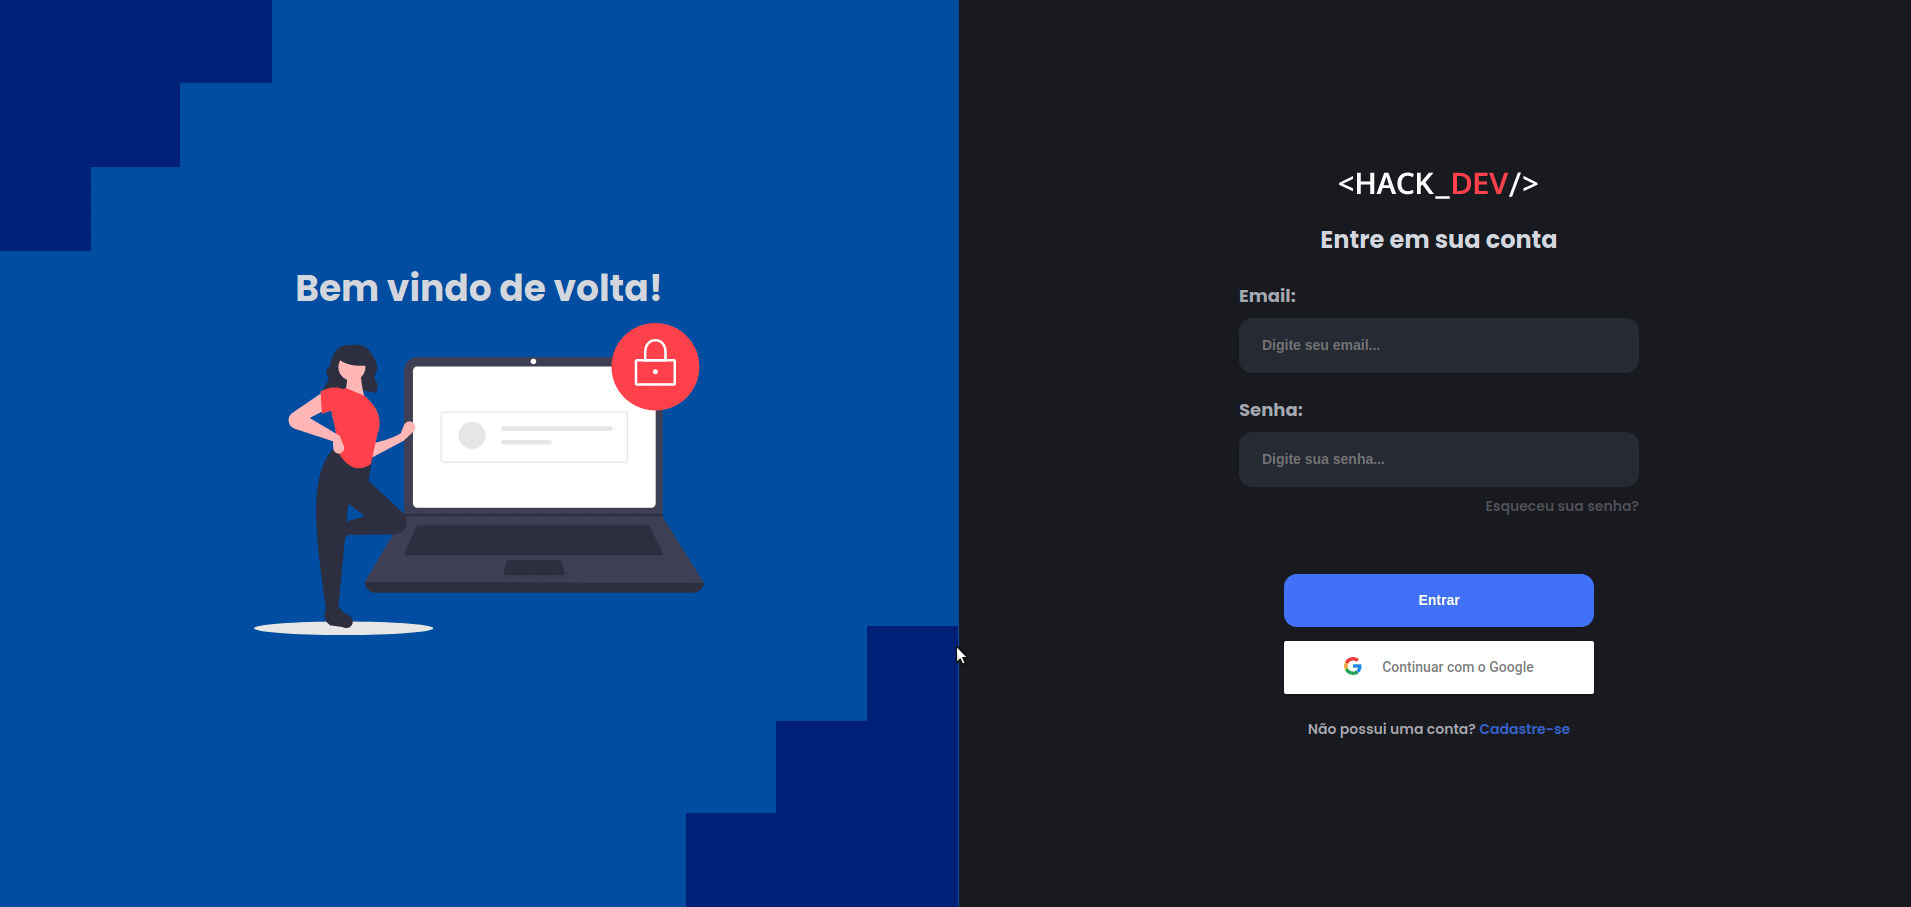 Bem vindo de volta!
<HACK_DEV/>
Entre em sua conta
Email:
Digite seu email...
Senha:
Digite sua senha...
Esqueceu sua senha?
Entrar
Continuar com o Google
Não possui uma conta? Cadastre-se